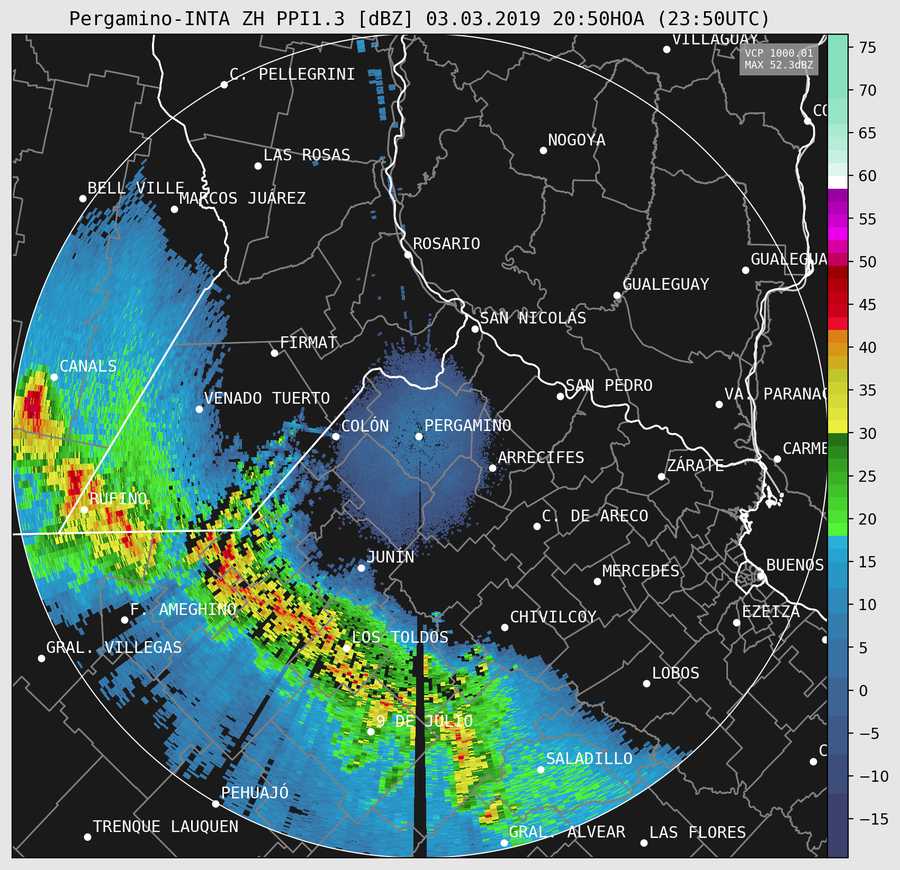 Pergamino-INTA ZH PPI1.3 [dBZ] 03.03.2019 20:50HOA (23:50UTC)
VILLAGUAY
VCP 1000.01
MAX 52.3dBZ
C. PELLEGRINI
CO
NOGOYA
LAS ROSAS
BELL VILLE
MARCOS JUÁREZ
ROSARIO
GUALEGUA
GUALEGUAY
SAN NICOLÁS
FIRMAT
CANALS
SAN PEDRO
VENADO TUERTO
VA. PARANAC
COLÓN
PERGAMINO
CARME
ARRECIFES
ZÁRATE
RUFINO
C. DE ARECO
JUNÍN
BUENOS
MERCEDES
F. AMEGHINO
CHIVILCOY
EZEIZA
LOS TOLDOS
GRAL. VILLEGAS
LOBOS
9 DE JULIO
SALADILLO
C
PEHUAJÓ
TRENQUE LAUQUEN
GRAL. ALVEAR
LAS FLORES
75
70
65
60
55
50
45
40
35
30
25
20
15
10
5
0
−5
−10
−15